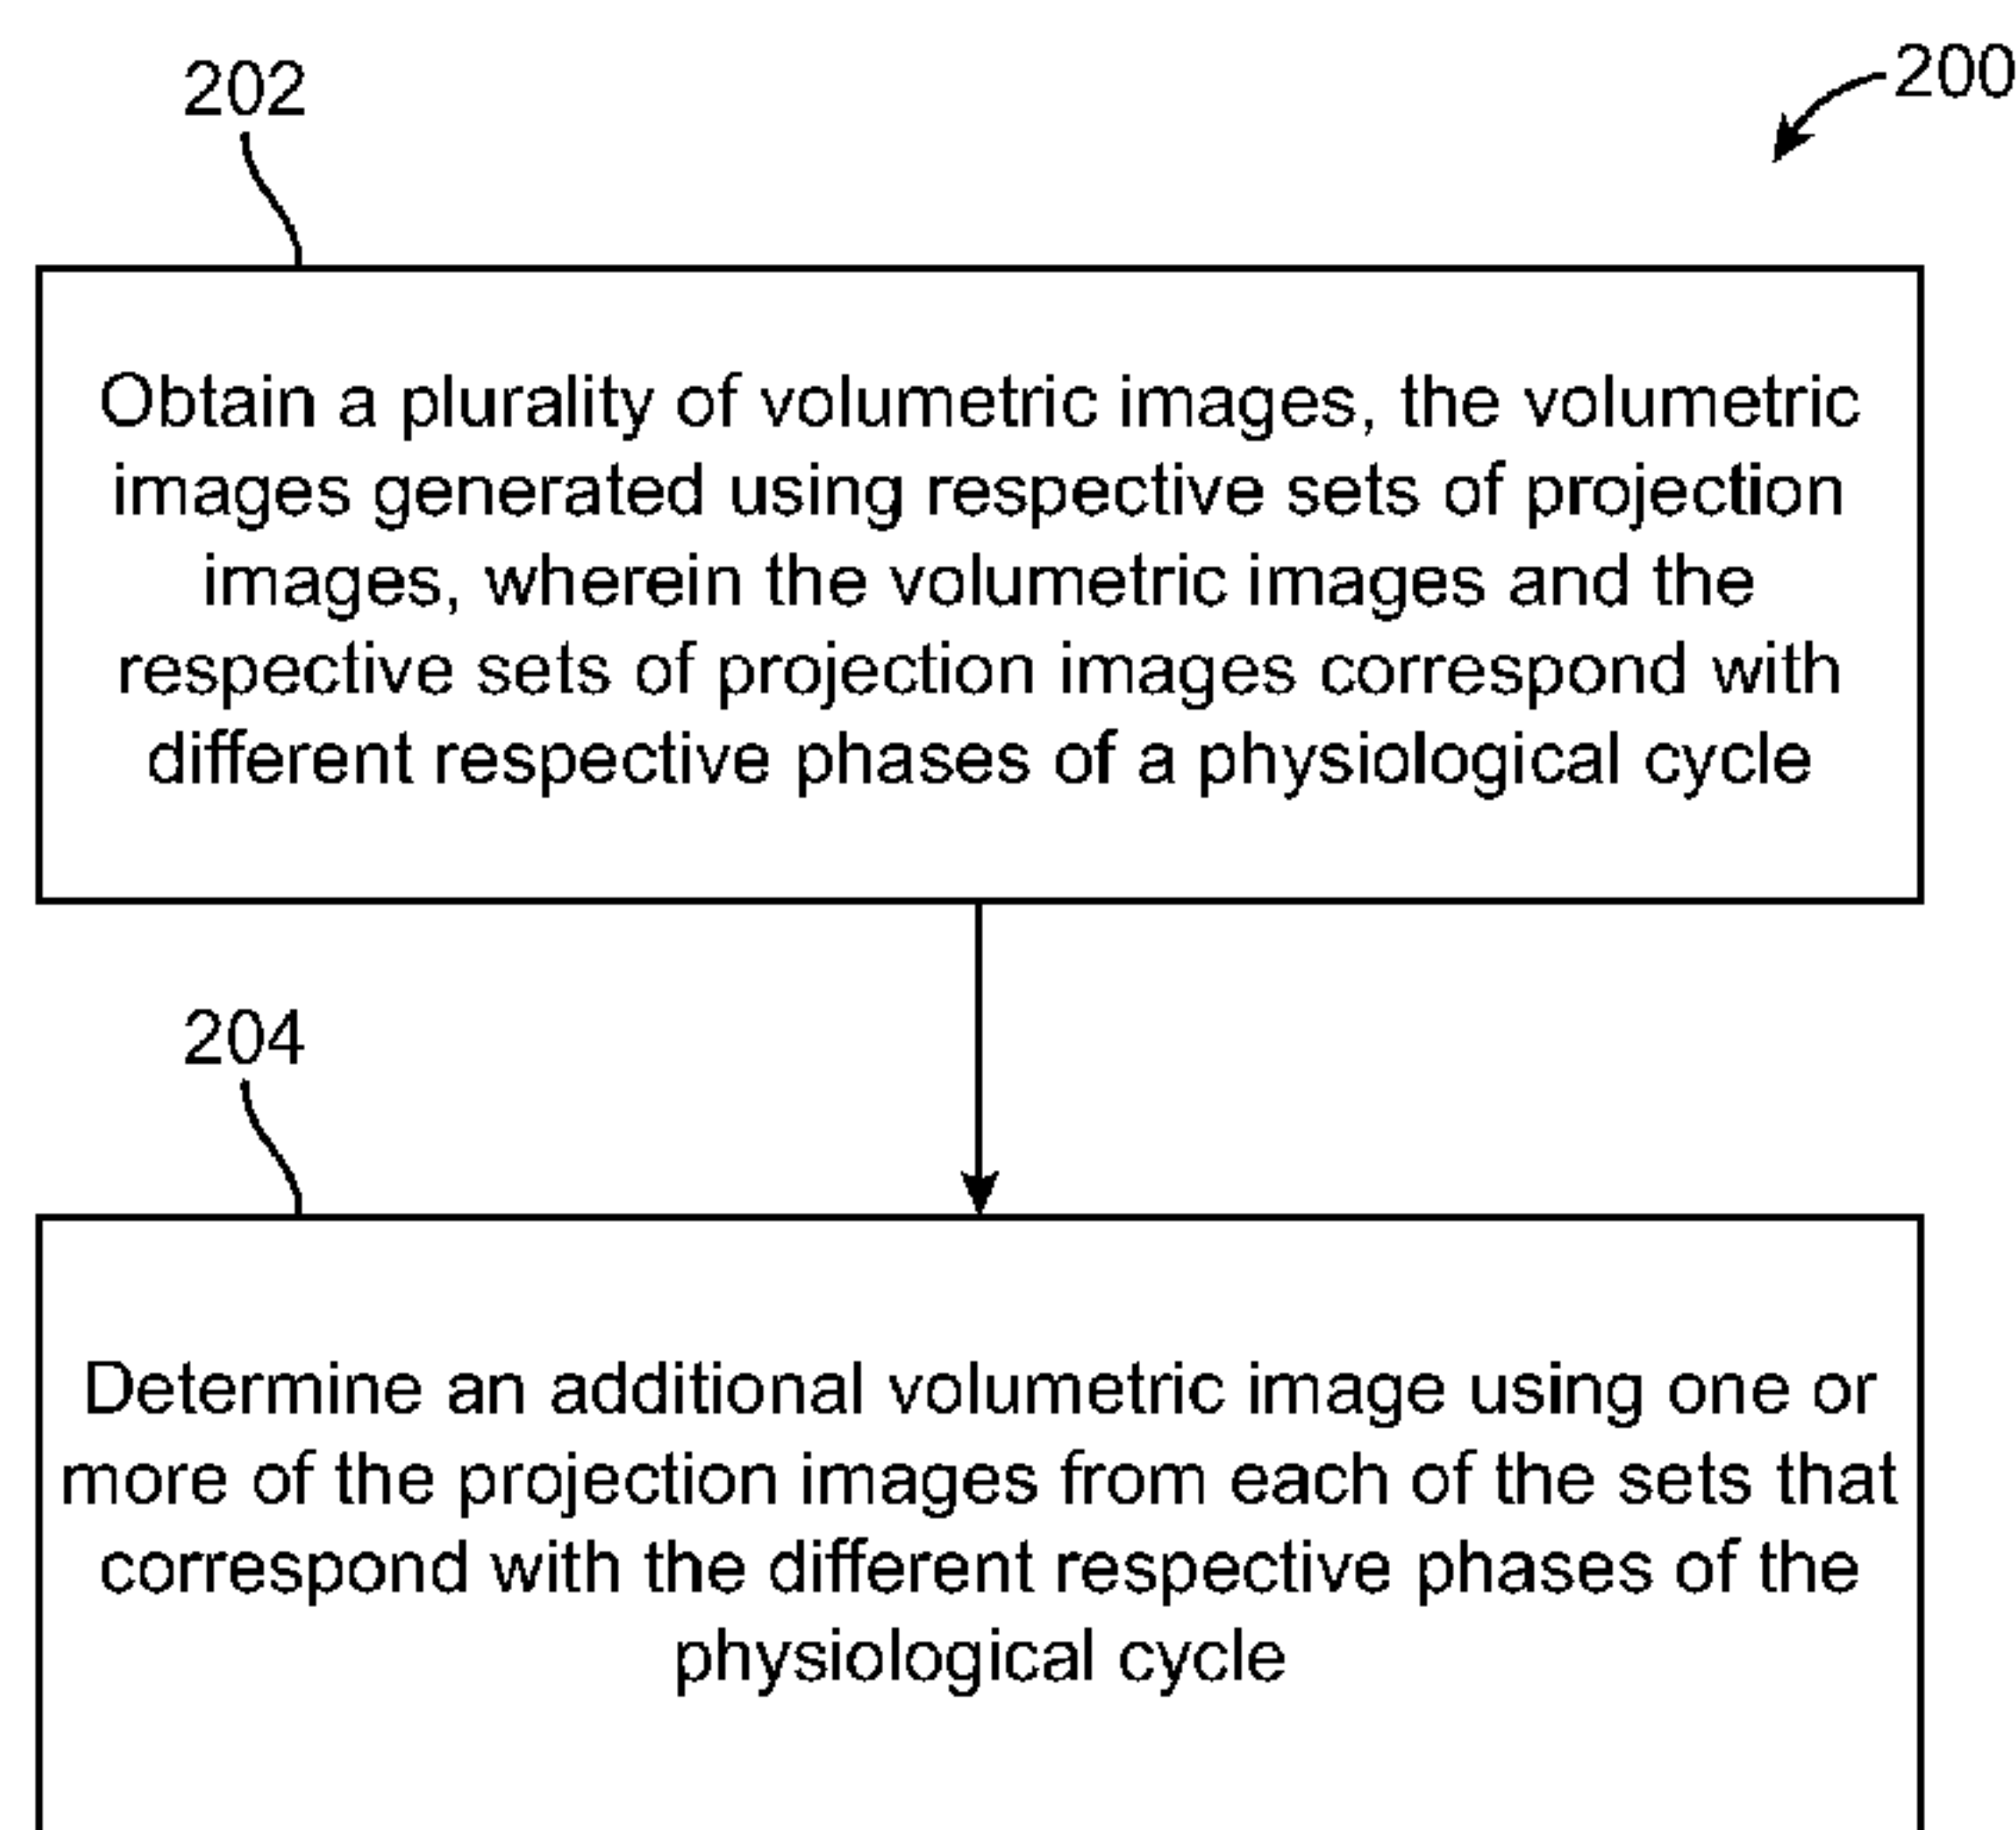 202
200
Obtain a plurality of volumetric images, the volumetric
images generated using respective sets of projection
images, wherein the volumetric images and the
respective sets of projection images correspond with
different respective phases of a physiological cycle
204
Determine an additional volumetric image using one or
more of the projection images from each of the sets that
correspond with the different respective phases of the
physiological cycle